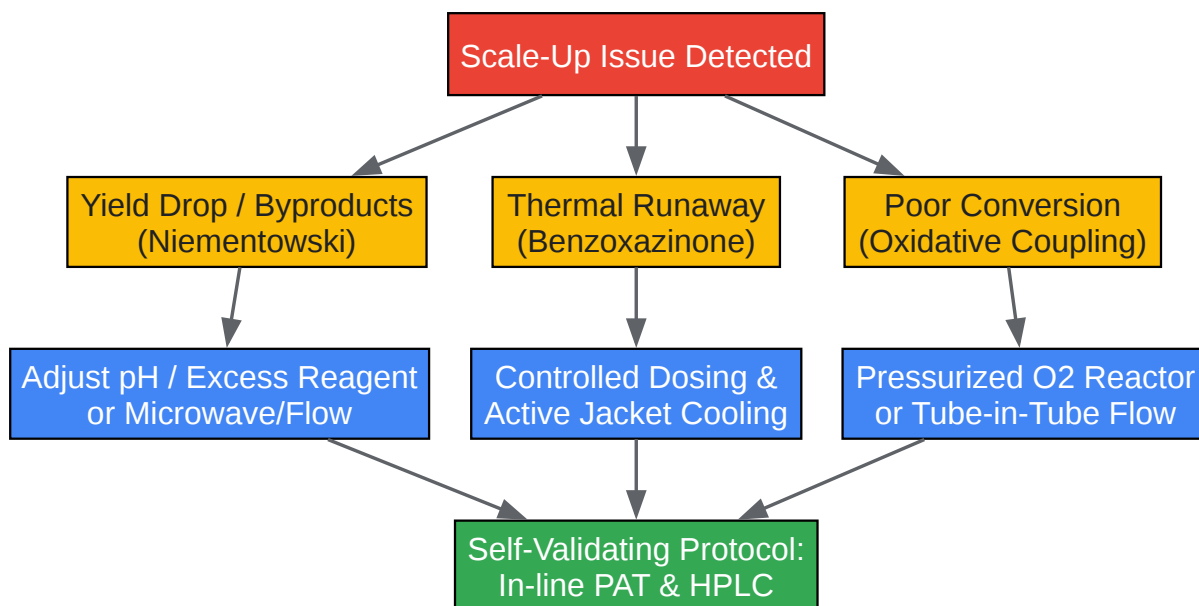 Scale-Up Issue Detected
Yield Drop / Byproducts
(Niementowski)
Thermal Runaway
(Benzoxazinone)
Poor Conversion
(Oxidative Coupling)
Adjust pH / Excess Reagent
or Microwave/Flow
Controlled Dosing &
Active Jacket Cooling
Pressurized O2 Reactor
or Tube-in-Tube Flow
Self-Validating Protocol:
In-line PAT & HPLC